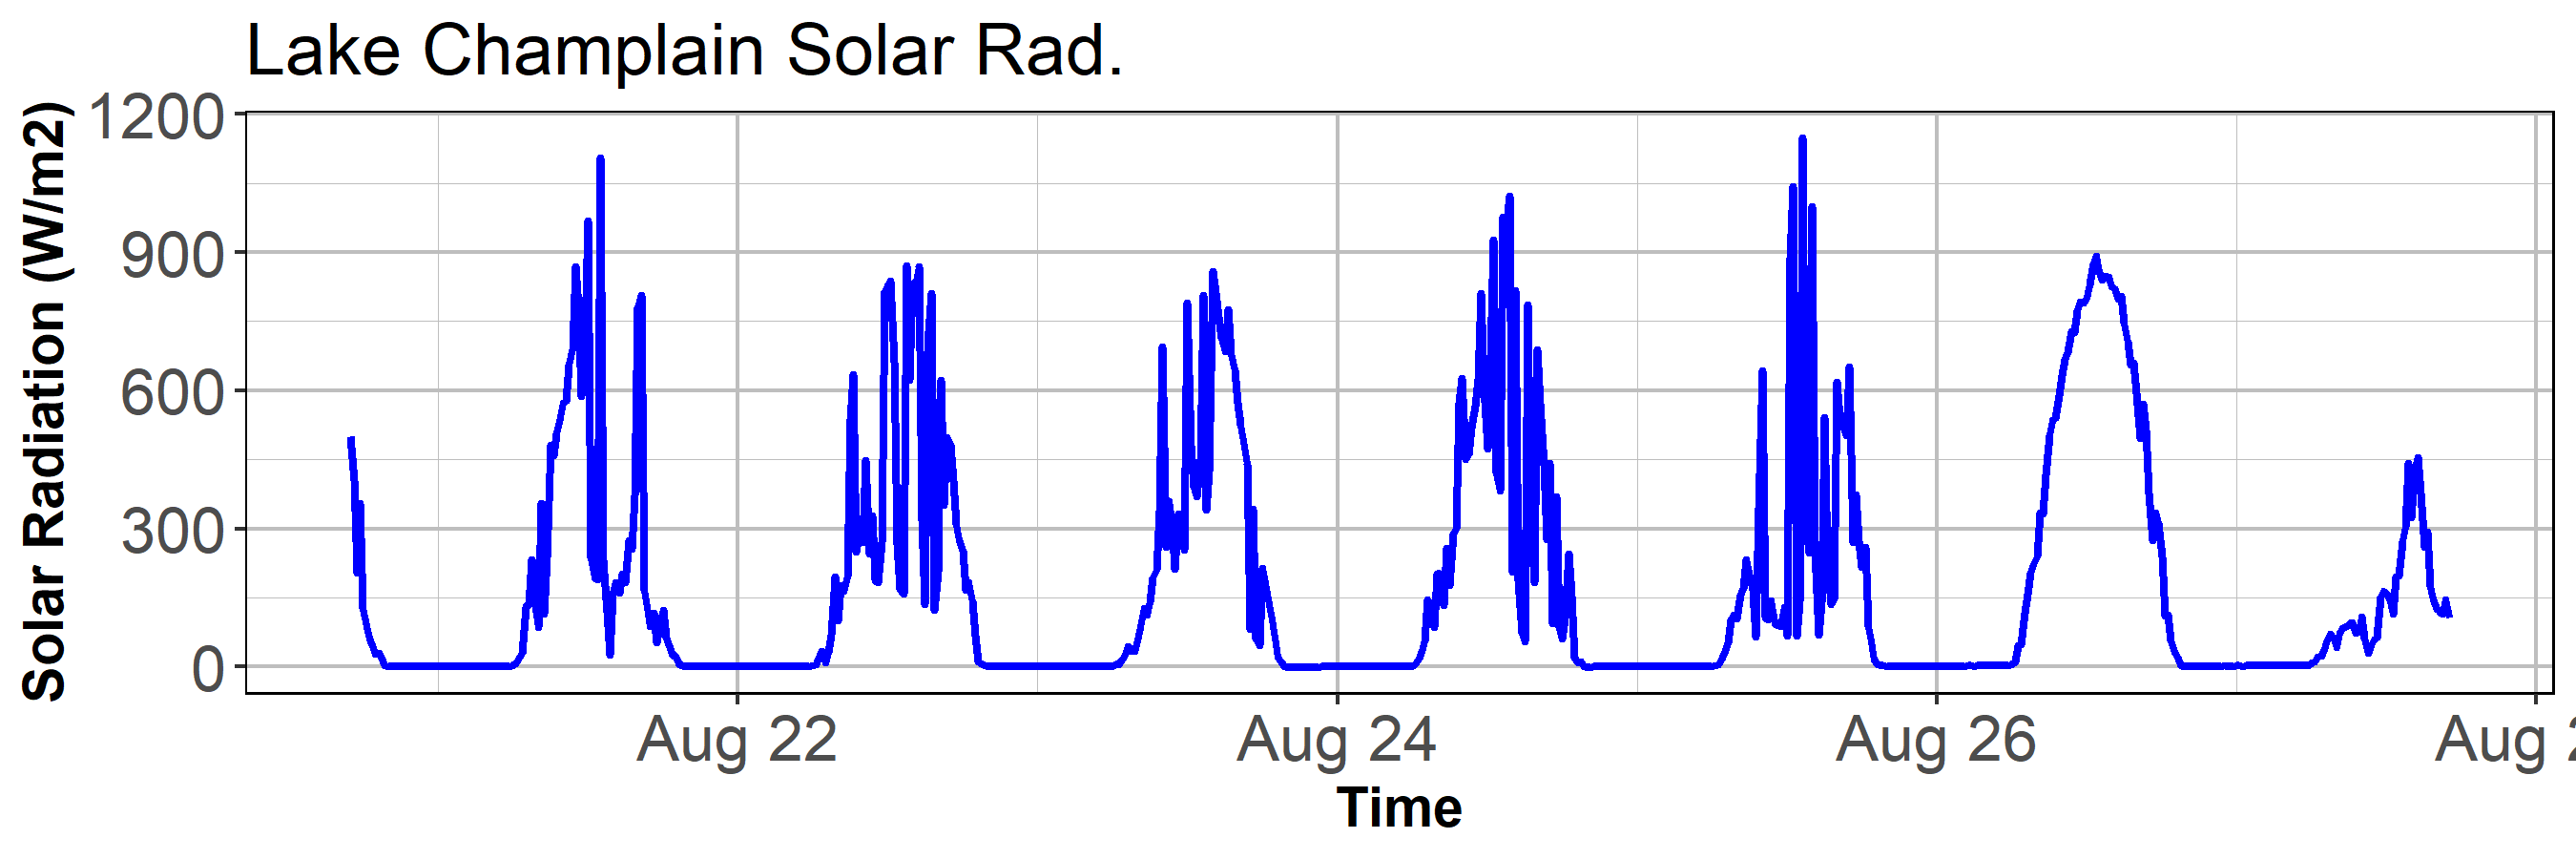 Lake Champlain Solar Rad.
Solar Radiation (W/m2)
1200
900
600
300
0
Aug 22 Aug 24 Aug 26 Aug
Time